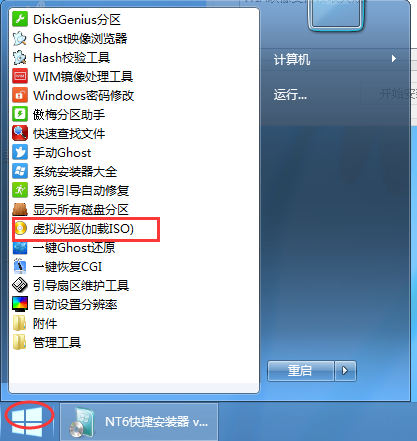 DiskGenius分区
Ghost映像浏览器
Hash校验工具
WIM镜像处理工具
Windows密码修改
傲梅分区助手
快速查找文件
手动Ghost
系统安装器大全
系统引导自动修复
显示所有磁盘分区
虚拟光驱(加载ISO)
一键Ghost还原
一键恢复CGI
引导扇区维护工具
自动设置分辨率
附件
管理工具
计算机
运行...
开始安装
重启
NT6快捷安装器 v...